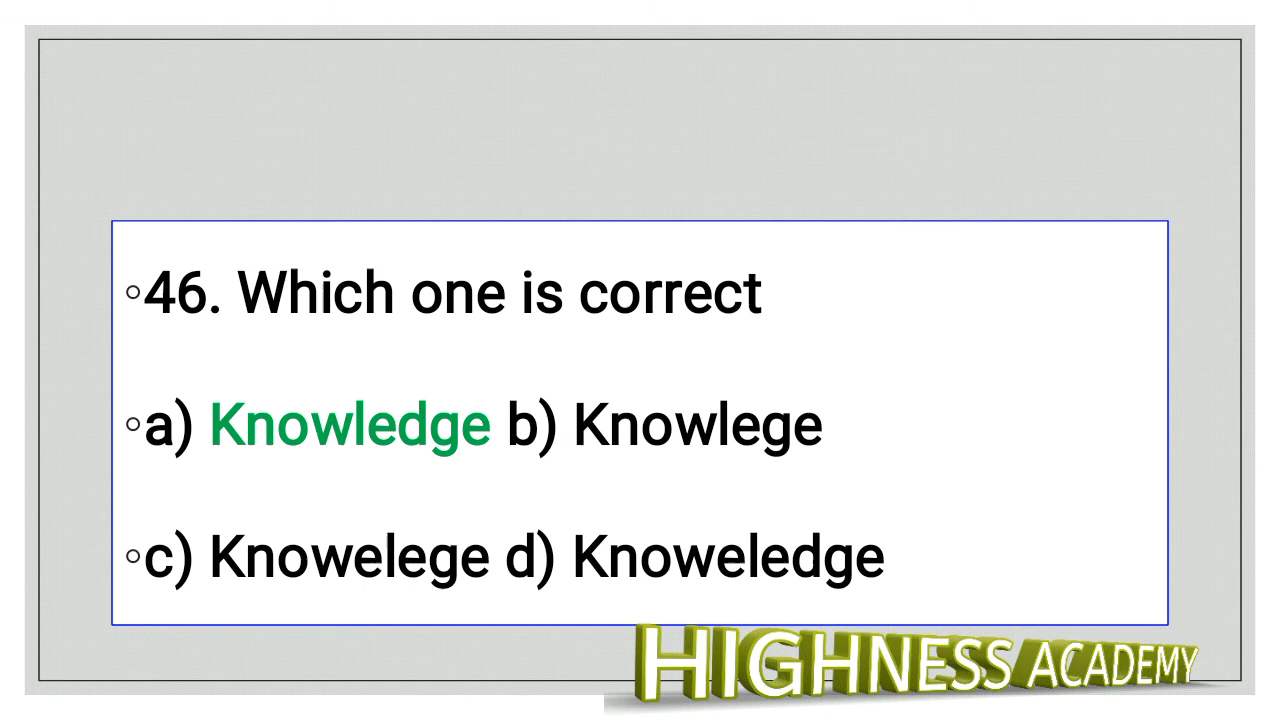 ◦46. Which one is correct
◦a) Knowledge b) Knowlege
◦c) Knowelege d) Knoweledge
HIGHNESS ACADEMY